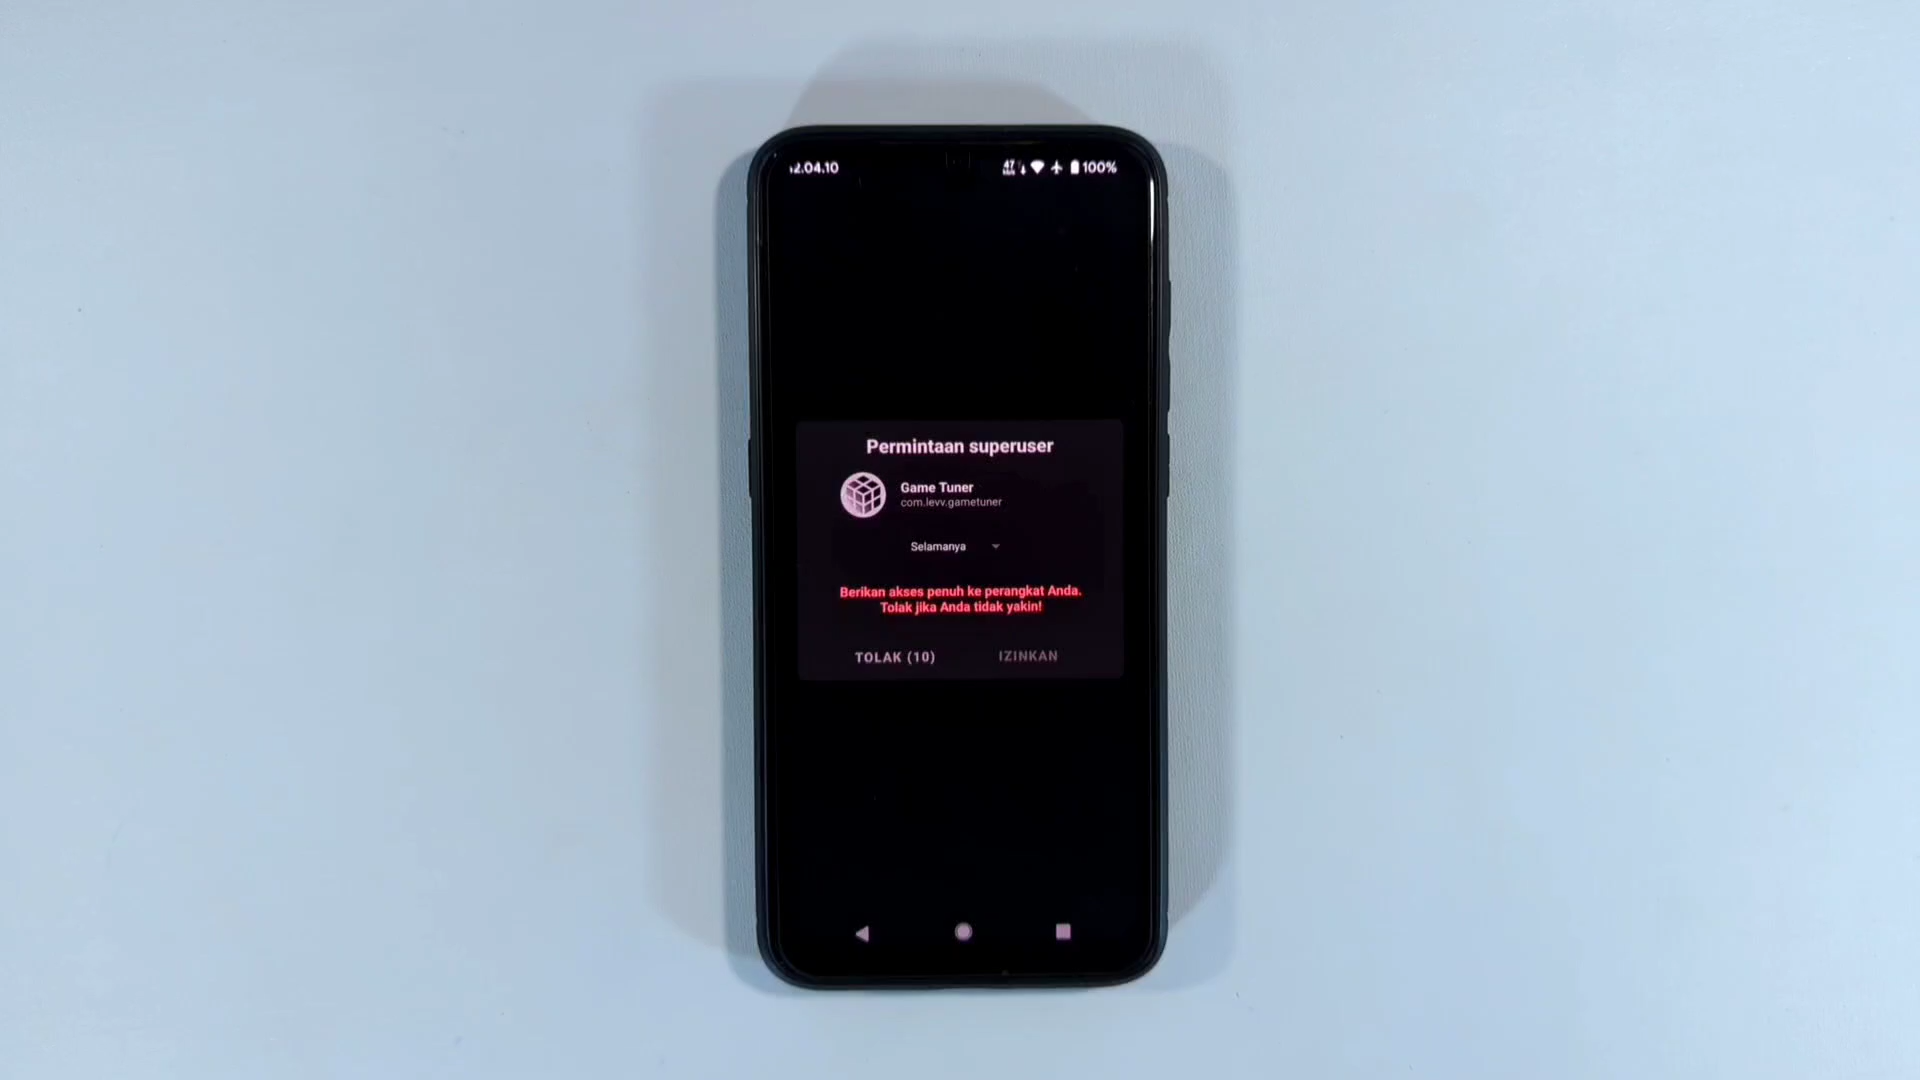 12.04.10
47
100%
Permintaan superuser
Game Tuner
com.levv.gametuner
Selamanya
Berikan akses penuh ke perangkat Anda.
Tolak jika Anda tidak yakin!
TOLAK (10)
IZINKAN